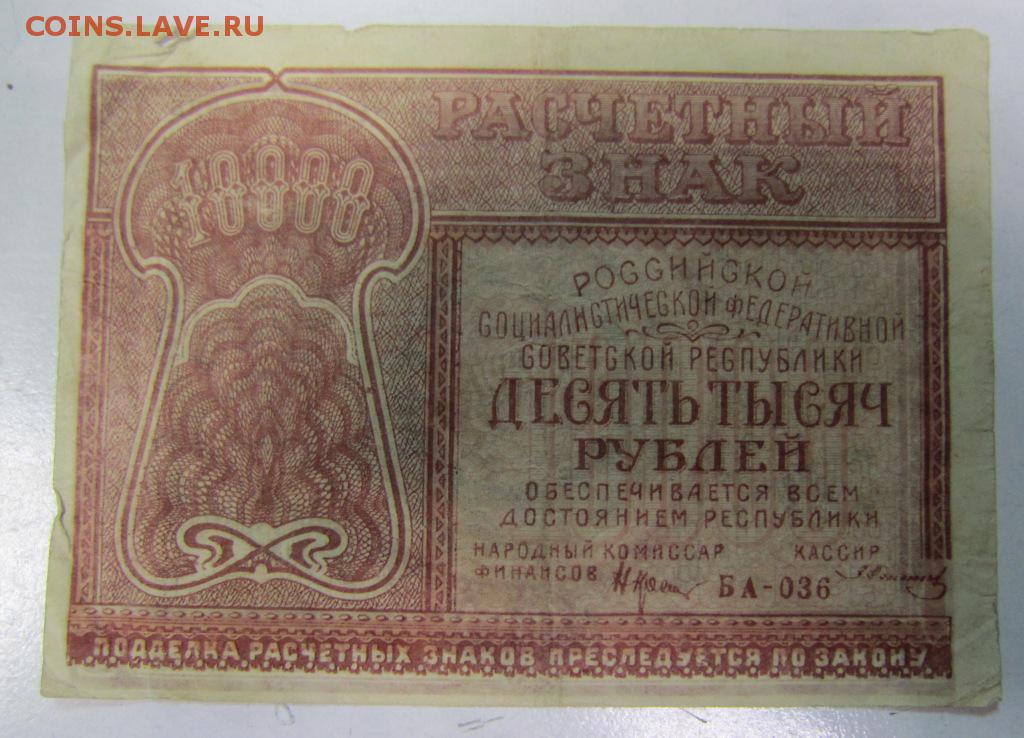 COINS.LAVE.RU
РАСЧЕТНЫЙ
ЗНАК
10000
РОССИЙСКОЙ
СОЦИАЛИСТИЧЕСКОЙ ФЕДЕРАТИВНОЙ
СОВЕТСКОЙ РЕСПУБЛИКИ
ДЕСЯТЬ ТЫСЯЧ
РУБЛЕЙ
ОБЕСПЕЧИВАЕТСЯ ВСЕМ
ДОСТОЯНИЕМ РЕСПУБЛИКИ
НАРОДНЫЙ КОМИССАР КАССИР
ФИНАНСОВ
БА-036
ПОДДЕЛКА РАСЧЕТНЫХ ЗНАКОВ ПРЕСЛЕДУЕТСЯ ПО ЗАКОНУ.